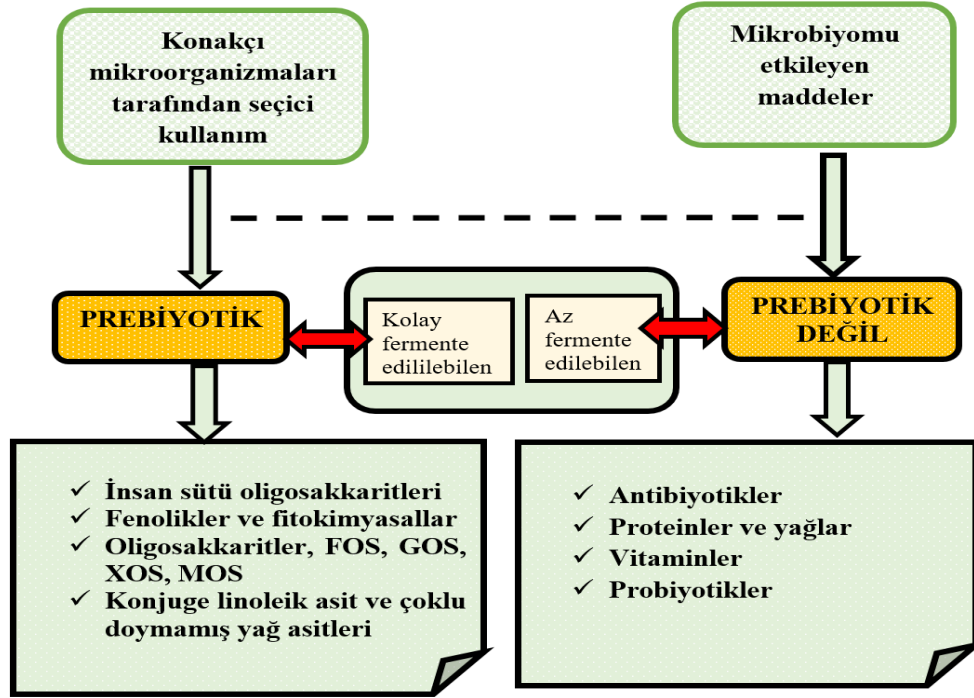 Konakçı
mikroorganizmaları
tarafından seçici
kullanım
Mikrobiyomu
etkileyen
maddeler
PREBİYOTİK
Kolay
fermente
edililebilen
Az
fermente
edilebilen
PREBİYOTİK
DEĞİL
✓ İnsan sütü oligosakkaritleri
✓ Fenolikler ve fitokimyasallar
✓ Oligosakkaritler, FOS, GOS,
XOS, MOS
✓ Konjuge linoleik asit ve çoklu
doymamış yağ asitleri
✓ Antibiyotikler
✓ Proteinler ve yağlar
✓ Vitaminler
✓ Probiyotikler